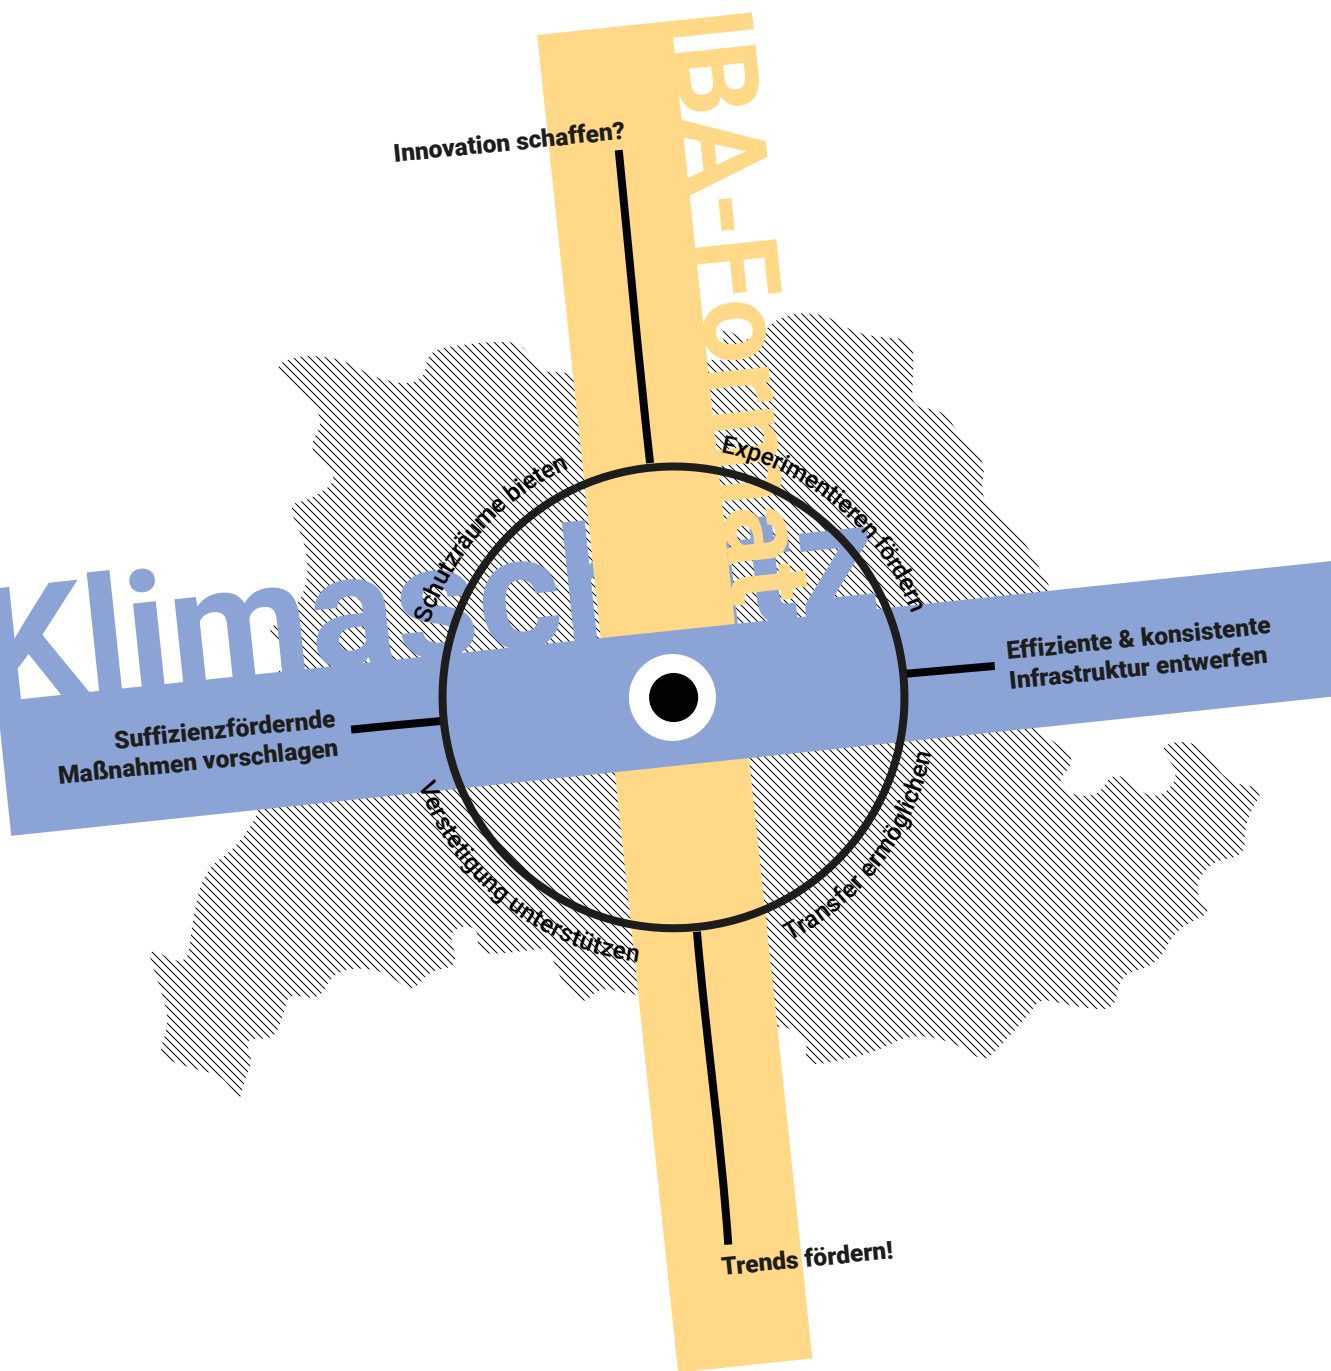 IBA-Format
Innovation schaffen?
Schutzräume bieten
Experimentieren fördern
Klimaschutz
Effiziente & konsistente
Infrastruktur entwerfen
Suffizienzfördernde
Maßnahmen vorschlagen
Verstetigung unterstützen
Transfer ermöglichen
Trends fördern!